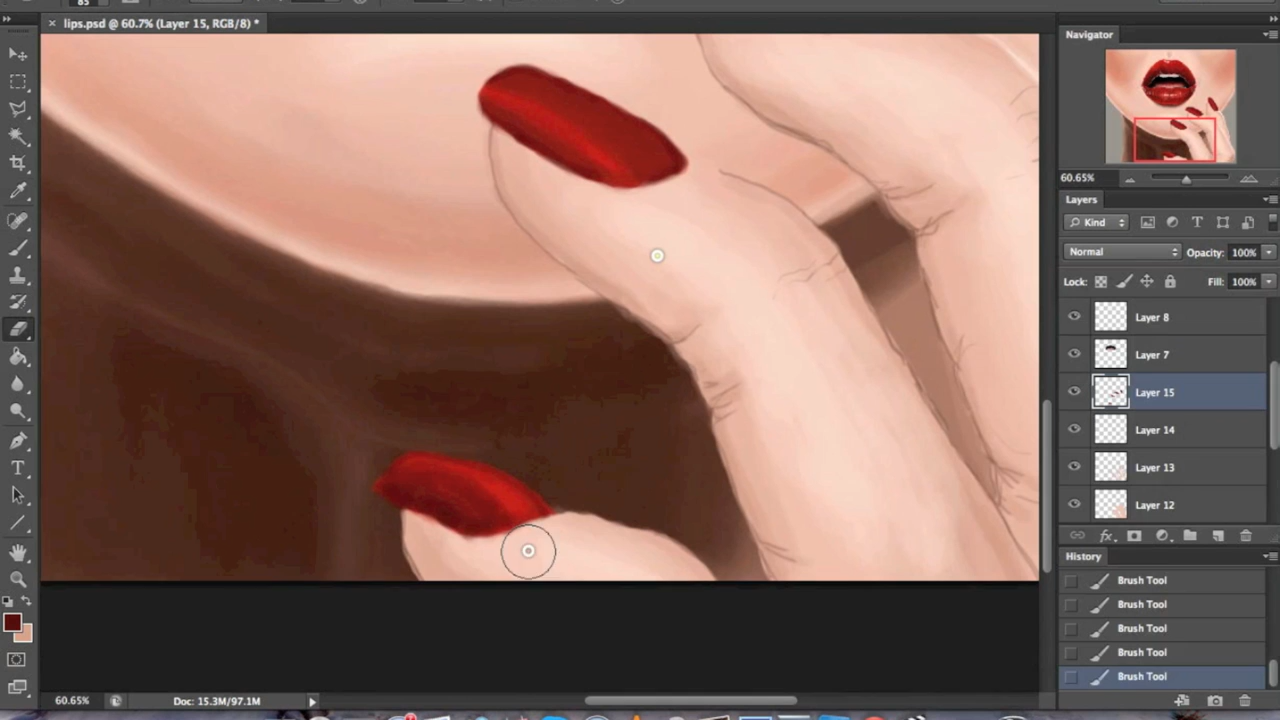 85
lips.psd @ 60.7% (Layer 15, RGB/8) *
Navigator
60.65%
Layers
Kind
Normal
Opacity: 100%
Lock:
Fill: 100%
Layer 8
Layer 7
Layer 15
Layer 14
Layer 13
Layer 12
fx
History
Brush Tool
Brush Tool
Brush Tool
Brush Tool
Brush Tool
60.65%
Doc: 15.3M/97.1M